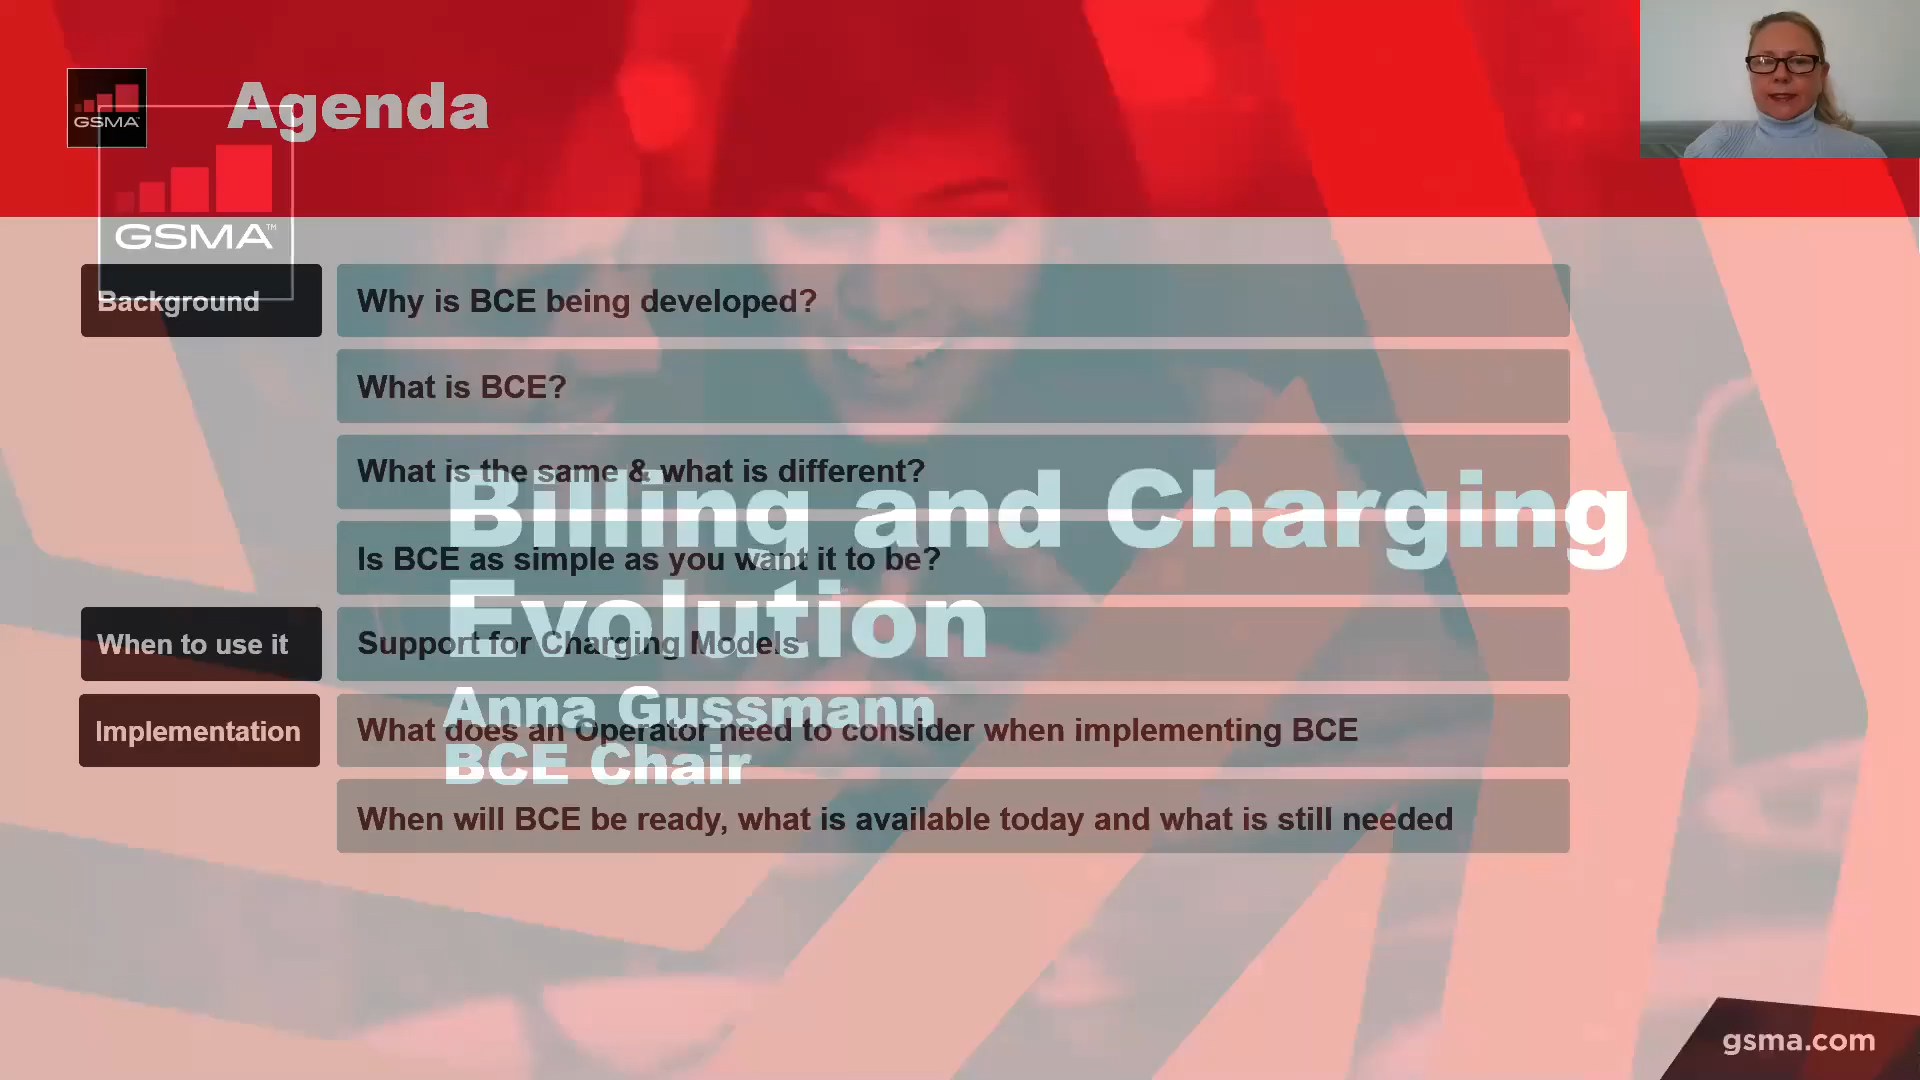 Agenda
GSMA
GSMA™
Background
Why is BCE being developed?
What is BCE?
What is the same & what is different?
Billing and Charging
Is BCE as simple as you want it to be?
Evolution
When to use it
Support for Charging Models
Anna Gussmann
Implementation
What does an Operator need to consider when implementing BCE
BCE Chair
When will BCE be ready, what is available today and what is still needed
gsma.com